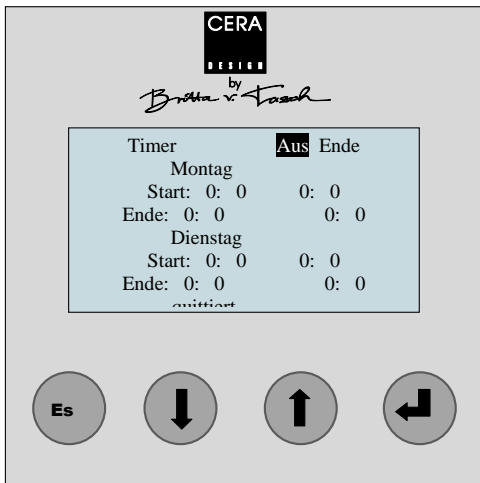 CERA
DESIGN
by
Britta v. Tasch
Timer Aus Ende
Montag
Start: 0: 0 0: 0
Ende: 0: 0 0: 0
Dienstag
Start: 0: 0 0: 0
Ende: 0: 0 0: 0
quittiert
Es